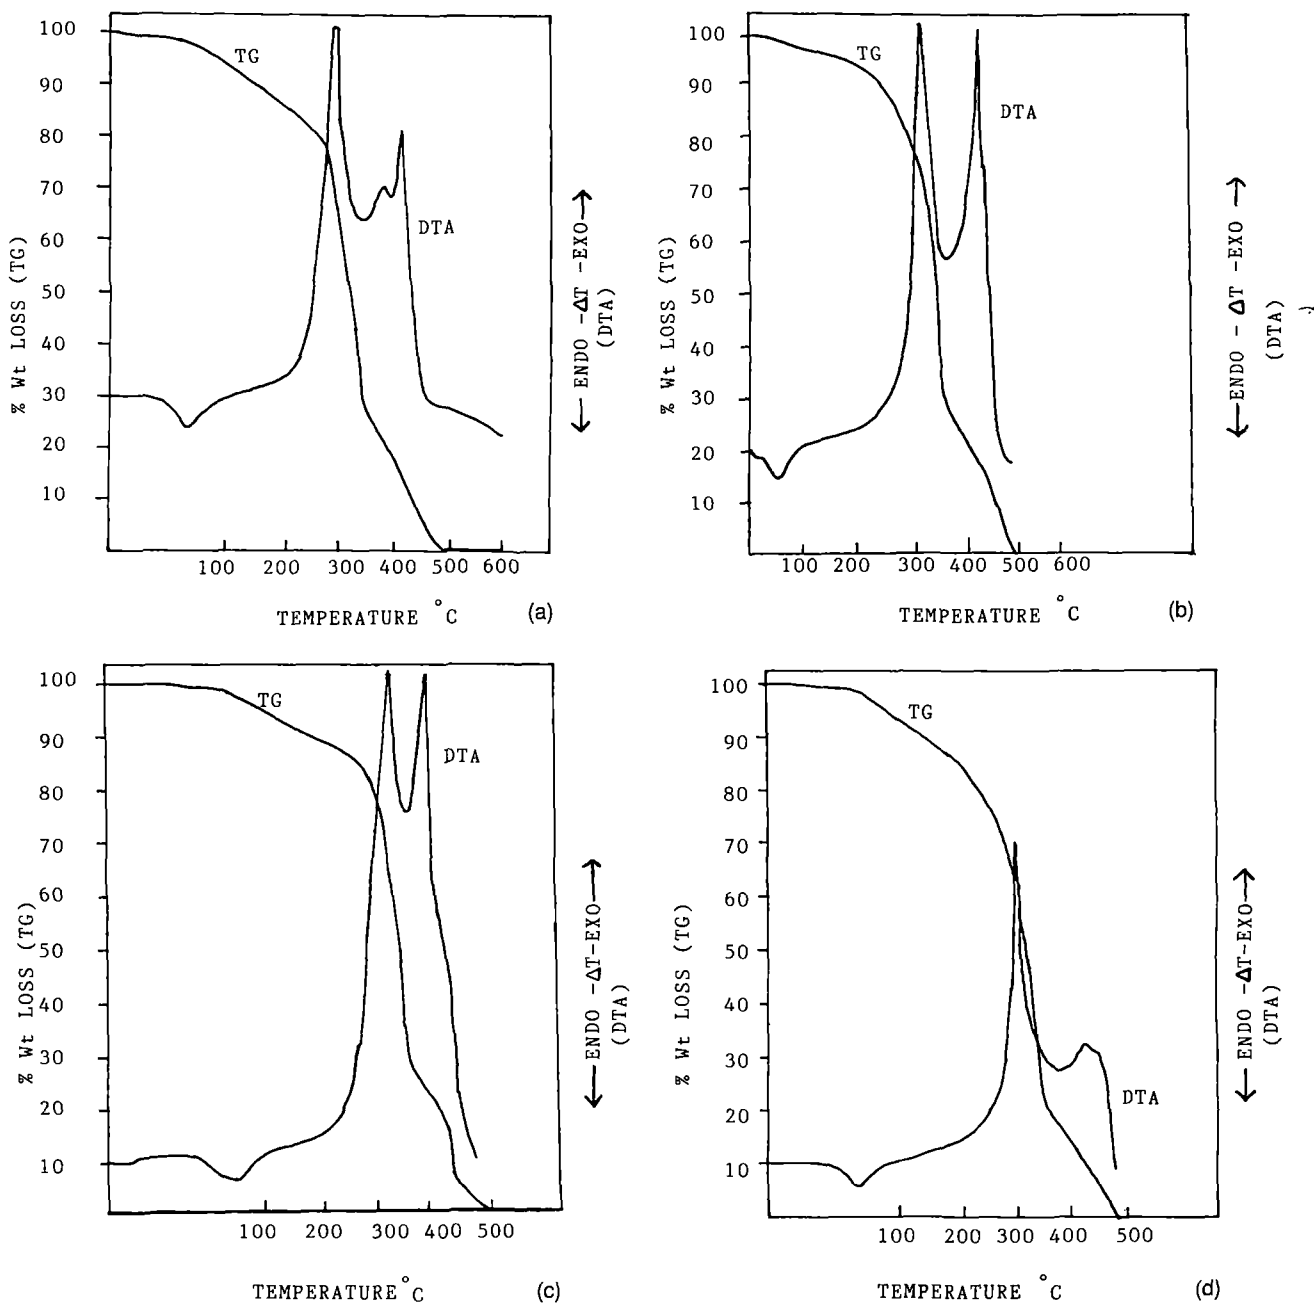 100
90
80
70
60
50
40
30
20
10
% Wt LOSS (TG)
TG
DTA
ENDO -ΔT -EXO
(DTA)
100 200 300 400 500 600
TEMPERATURE °C
(a)
100
90
80
70
60
50
40
30
20
10
% Wt LOSS (TG)
TG
DTA
ENDO - ΔT -EXO
(DTA)
100 200 300 400 500 600
TEMPERATURE °C
(b)
100
90
80
70
60
50
40
30
20
10
% Wt LOSS (TG)
TG
DTA
ENDO -ΔT-EXO
(DTA)
100 200 300 400 500
TEMPERATURE °C
(c)
100
90
80
70
60
50
40
30
20
10
% Wt LOSS (TG)
TG
DTA
ENDO -ΔT-EXO
(DTA)
100 200 300 400 500
TEMPERATURE °C
(d)